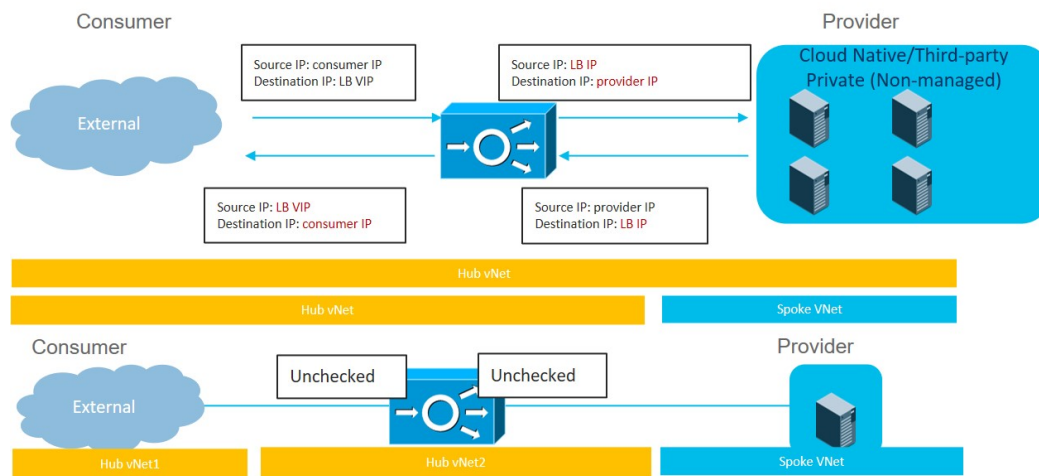 Consumer
Provider
Source IP: consumer IP
Destination IP: LB VIP
Source IP: LB IP
Destination IP: provider IP
Cloud Native/Third-party
Private (Non-managed)
External
Source IP: LB VIP
Destination IP: consumer IP
Source IP: provider IP
Destination IP: LB IP
Hub vNet
Hub vNet
Spoke VNet
Consumer
Provider
Unchecked
Unchecked
External
Hub vNet1
Hub vNet2
Spoke VNet